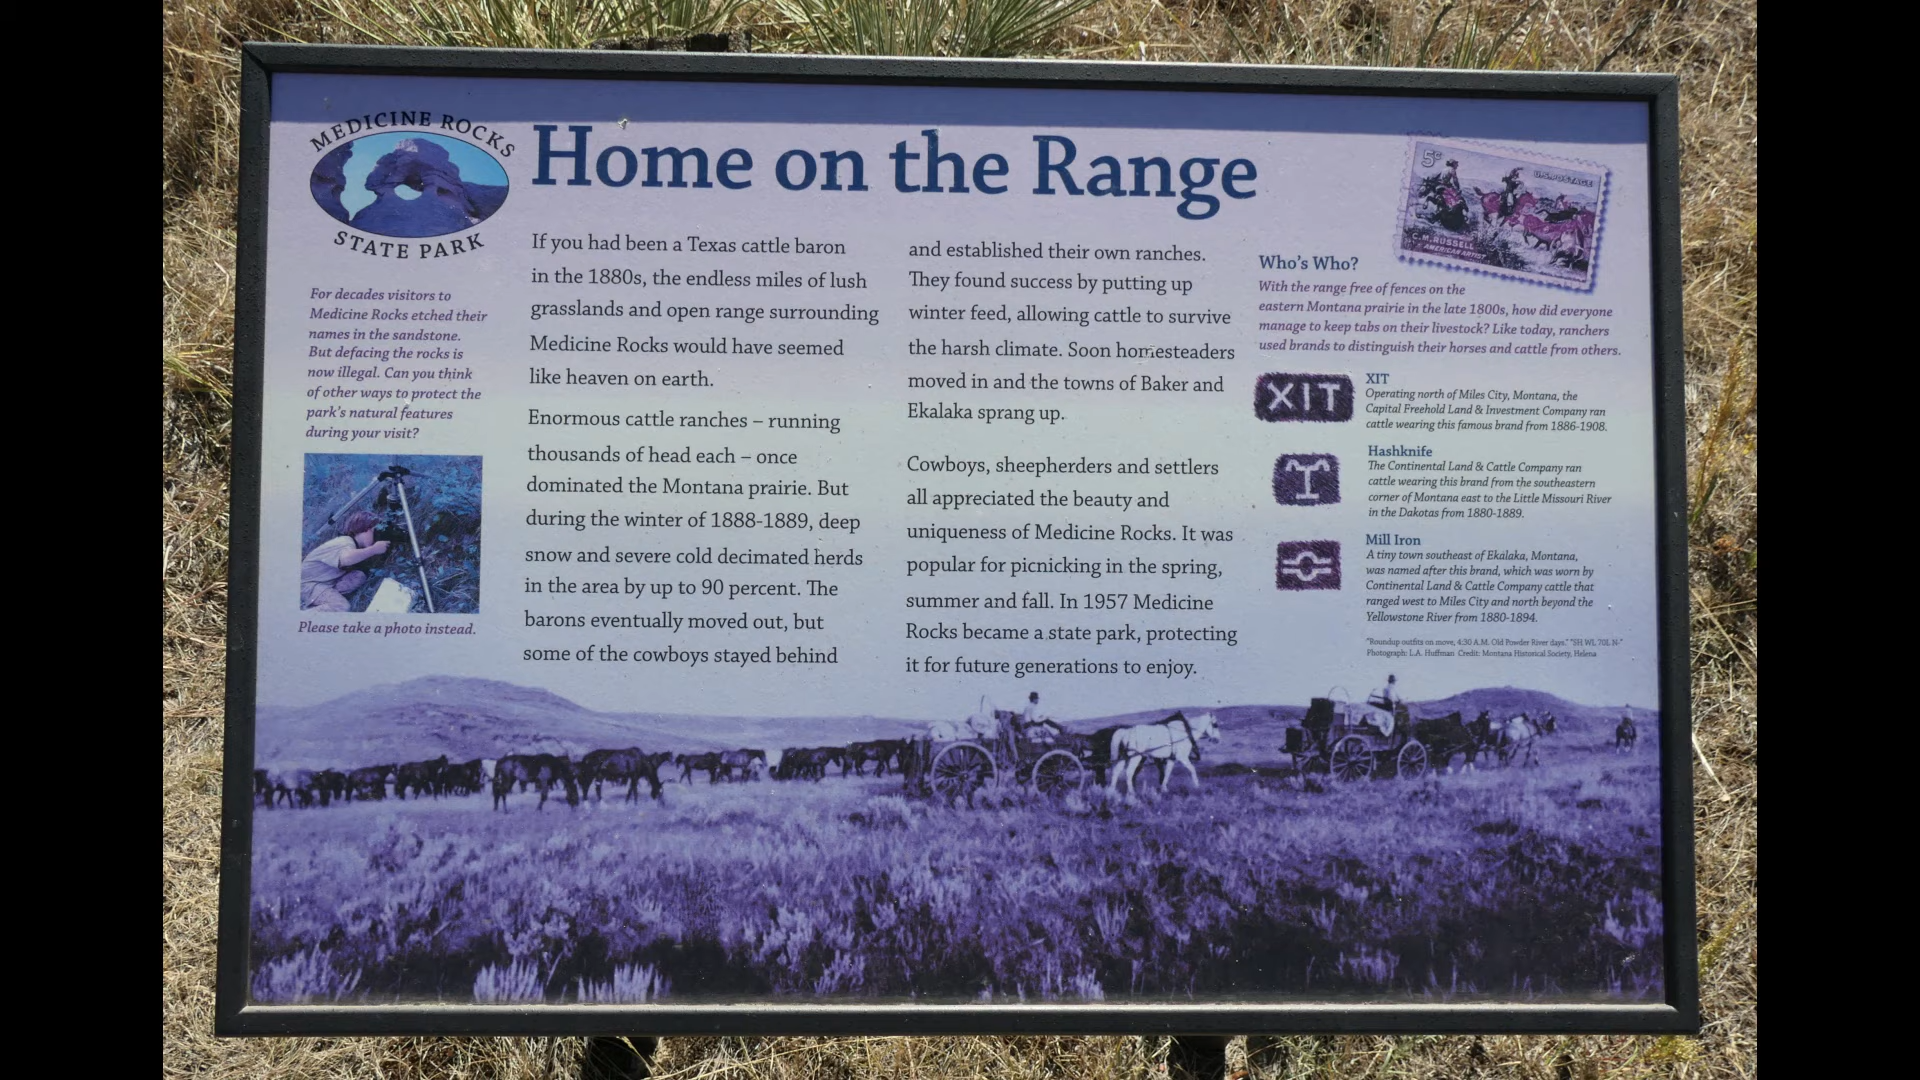 MEDICINE ROCKS
STATE PARK
Home on the Range
For decades visitors to
Medicine Rocks etched their
names in the sandstone.
But defacing the rocks is
now illegal. Can you think
of other ways to protect the
park's natural features
during your visit?
Please take a photo instead.
If you had been a Texas cattle baron
in the 1880s, the endless miles of lush
grasslands and open range surrounding
Medicine Rocks would have seemed
like heaven on earth.
Enormous cattle ranches – running
thousands of head each – once
dominated the Montana prairie. But
during the winter of 1888-1889, deep
snow and severe cold decimated herds
in the area by up to 90 percent. The
barons eventually moved out, but
some of the cowboys stayed behind
and established their own ranches.
They found success by putting up
winter feed, allowing cattle to survive
the harsh climate. Soon homesteaders
moved in and the towns of Baker and
Ekalaka sprang up.
Cowboys, sheepherders and settlers
all appreciated the beauty and
uniqueness of Medicine Rocks. It was
popular for picnicking in the spring,
summer and fall. In 1957 Medicine
Rocks became a state park, protecting
it for future generations to enjoy.
5c
U.S. POSTAGE
C.M. RUSSELL
AMERICAN ARTIST
Who's Who?
With the range free of fences on the
eastern Montana prairie in the late 1800s, how did everyone
manage to keep tabs on their livestock? Like today, ranchers
used brands to distinguish their horses and cattle from others.
XIT
XIT
Operating north of Miles City, Montana, the
Capital Freehold Land & Investment Company ran
cattle wearing this famous brand from 1886-1908.
Hashknife
The Continental Land & Cattle Company ran
cattle wearing this brand from the southeastern
corner of Montana east to the Little Missouri River
in the Dakotas from 1880-1889.
Mill Iron
A tiny town southeast of Ekalaka, Montana,
was named after this brand, which was worn by
Continental Land & Cattle Company cattle that
ranged west to Miles City and north beyond the
Yellowstone River from 1880-1894.
"Roundup outfits on move, 4:30 A.M. Old Powder River days." "SH WL 70L N-"
Photograph: L.A. Huffman Credit: Montana Historical Society, Helena